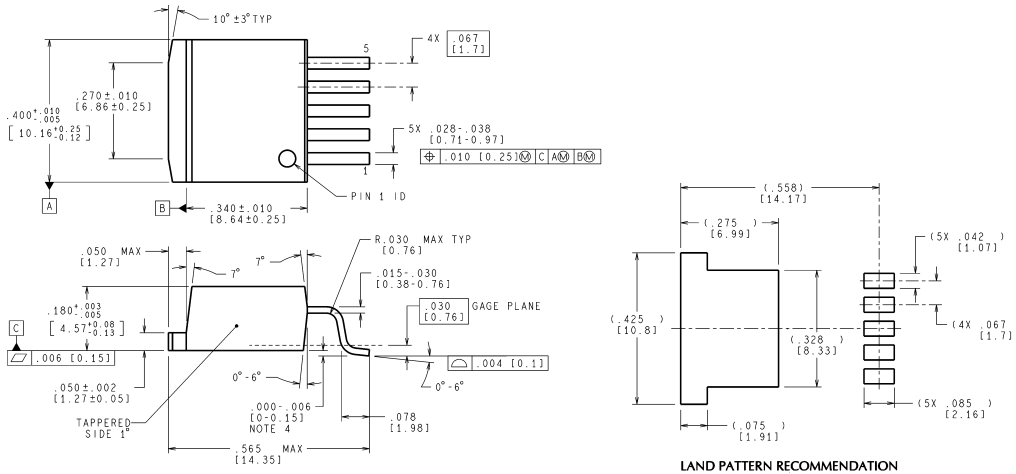 10° ±3° TYP
5
4X .067
[1.7]
.270±.010
[6.86±0.25]
.400 +.010 -.005
[ 10.16 +0.25 -0.12 ]
5X .028-.038
[0.71-0.97]
⌖ .010 [0.25]Ⓜ C AⓂ BⓂ
1
PIN 1 ID
A
B
.340±.010
[8.64±0.25]
.050 MAX
[1.27]
7°
7°
R.030 MAX TYP
[0.76]
.015-.030
[0.38-0.76]
.030
[0.76]
GAGE PLANE
.180 +.003 -.005
[ 4.57 +0.08 -0.13 ]
C
⏥ .006 [0.15]
⌓ .004 [0.1]
0°-6°
0°-6°
.050±.002
[1.27±0.05]
.000-.006
[0-0.15]
NOTE 4
.078
[1.98]
TAPPERED
SIDE 1°
.565 MAX
[14.35]
(.558)
[14.17]
(.275 )
[6.99]
(5X .042 )
[1.07]
(.425 )
[10.8]
(.328 )
[8.33]
(4X .067 )
[1.7]
(5X .085 )
[2.16]
(.075 )
[1.91]
LAND PATTERN RECOMMENDATION